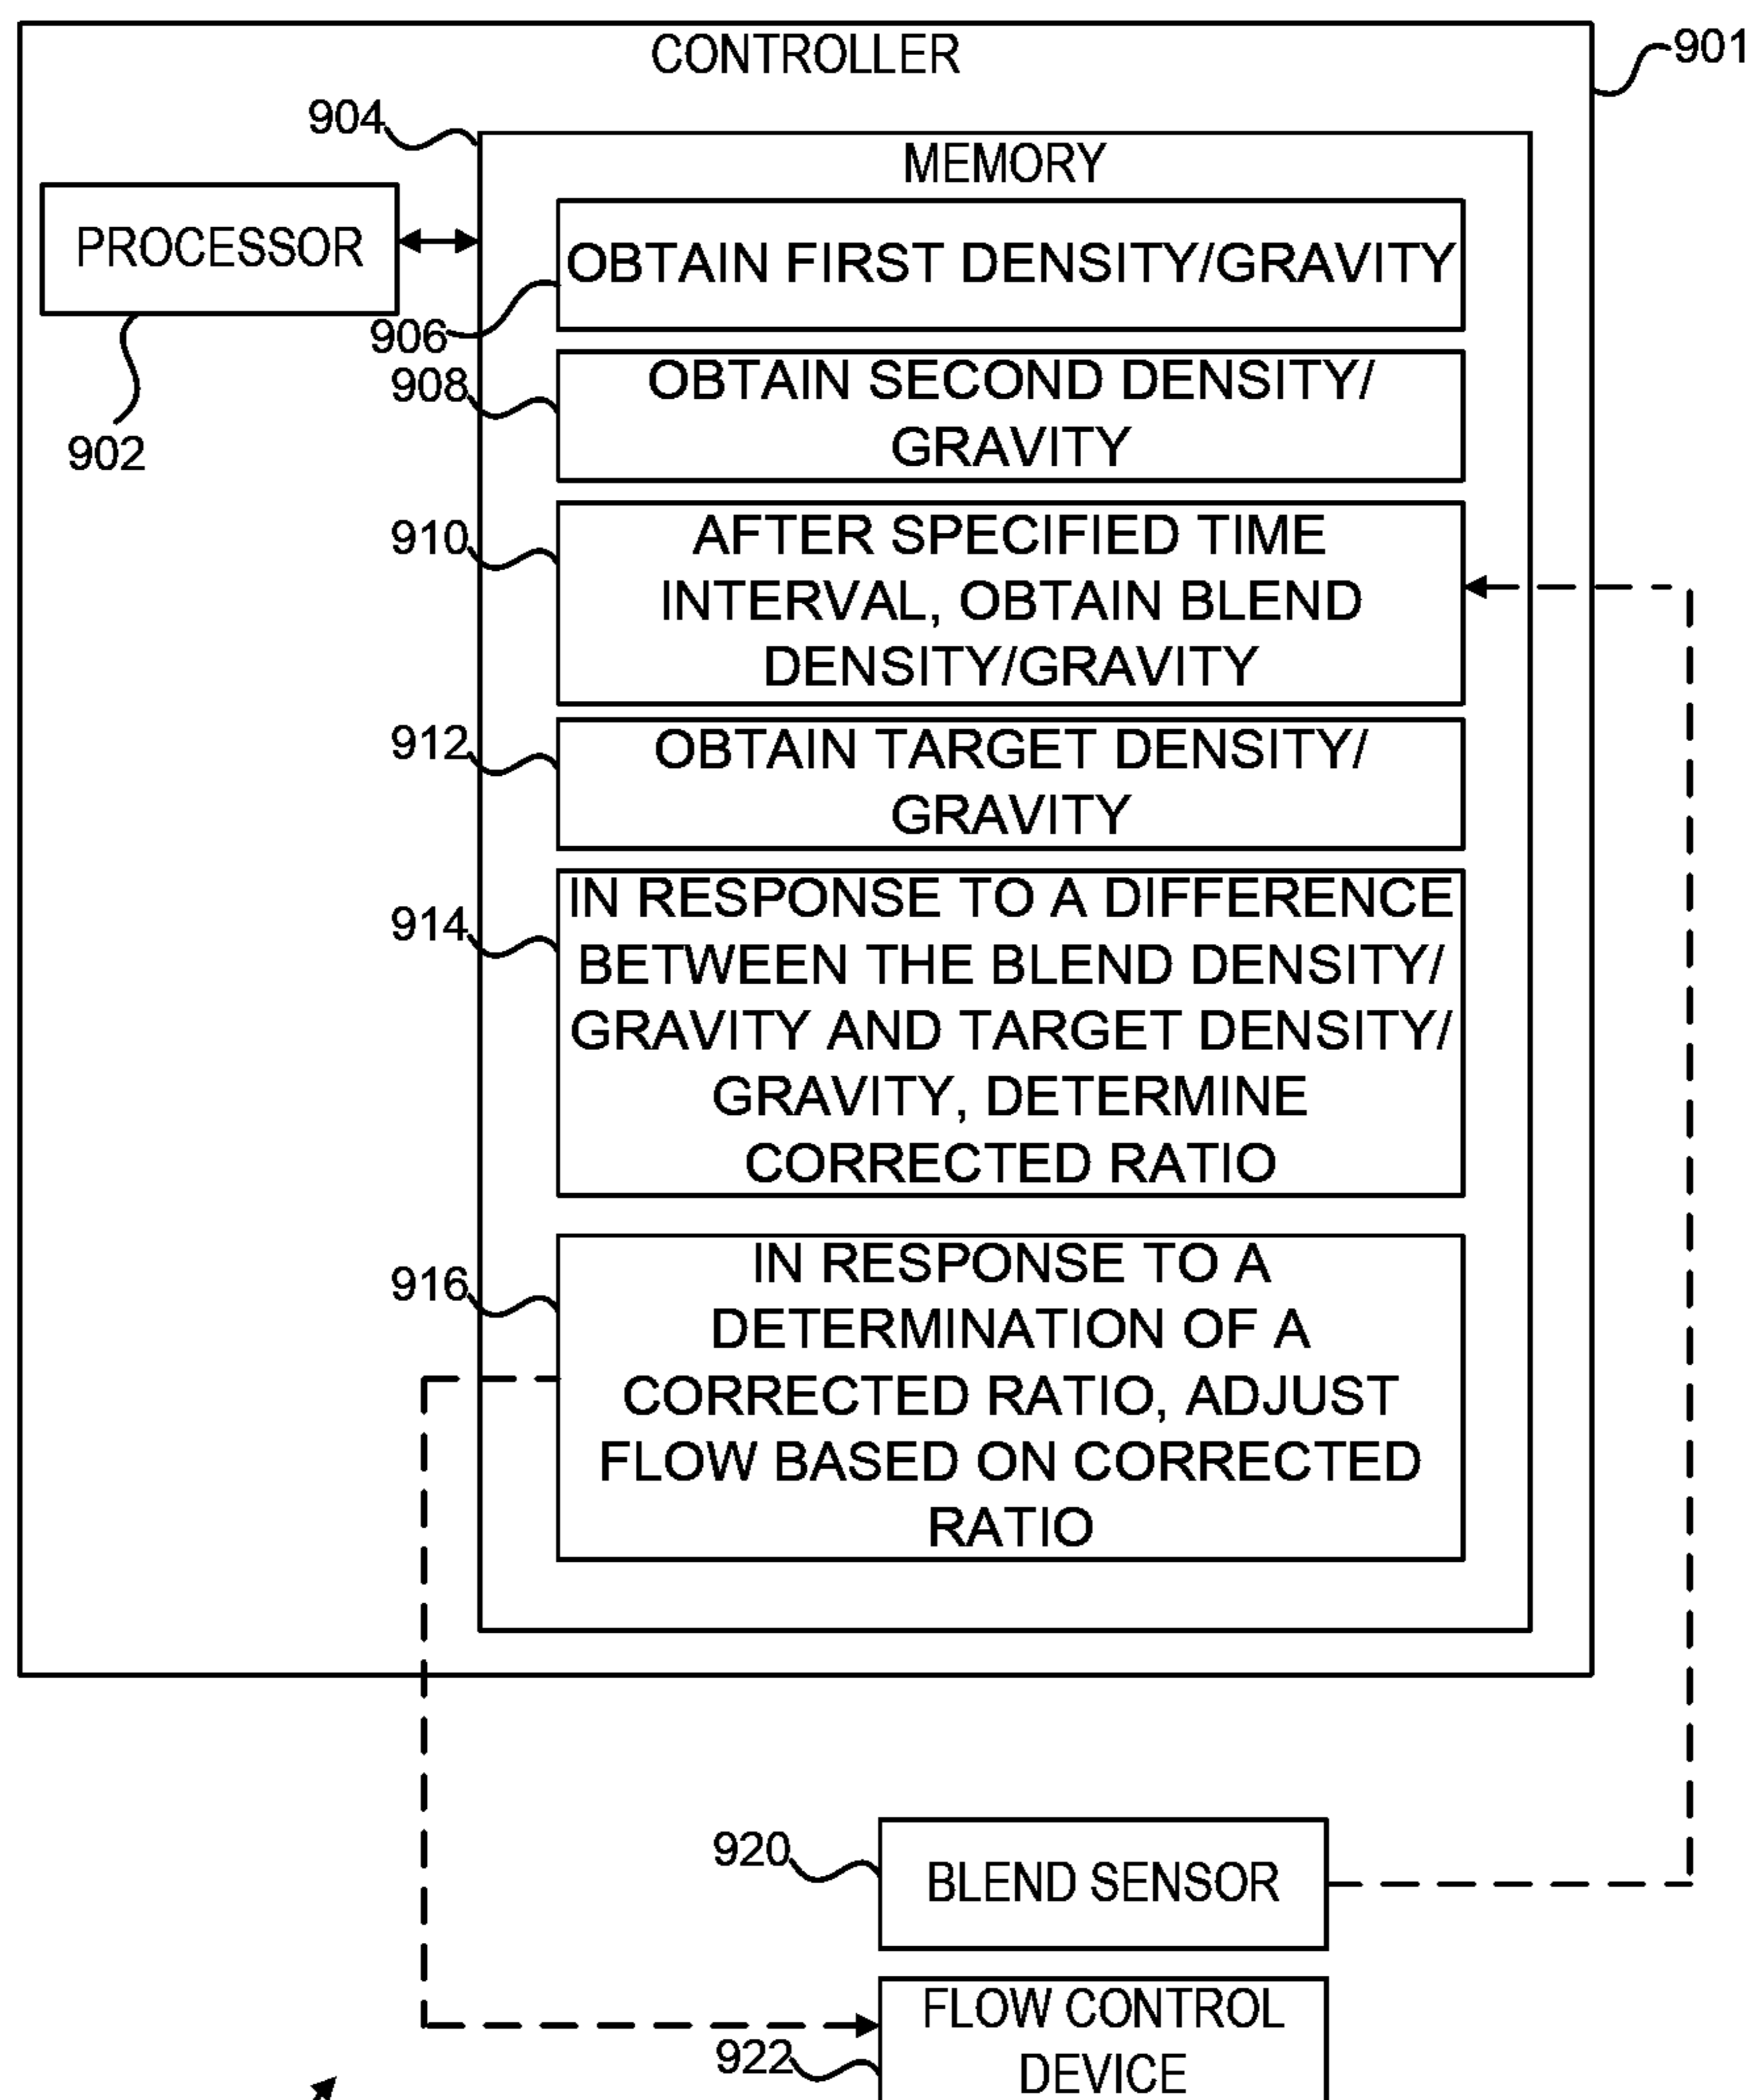 CONTROLLER
901
904
MEMORY
PROCESSOR
OBTAIN FIRST DENSITY/GRAVITY
906
908
OBTAIN SECOND DENSITY/
GRAVITY
902
910
AFTER SPECIFIED TIME
INTERVAL, OBTAIN BLEND
DENSITY/GRAVITY
912
OBTAIN TARGET DENSITY/
GRAVITY
914
IN RESPONSE TO A DIFFERENCE
BETWEEN THE BLEND DENSITY/
GRAVITY AND TARGET DENSITY/
GRAVITY, DETERMINE
CORRECTED RATIO
916
IN RESPONSE TO A
DETERMINATION OF A
CORRECTED RATIO, ADJUST
FLOW BASED ON CORRECTED
RATIO
920
BLEND SENSOR
FLOW CONTROL
DEVICE
922